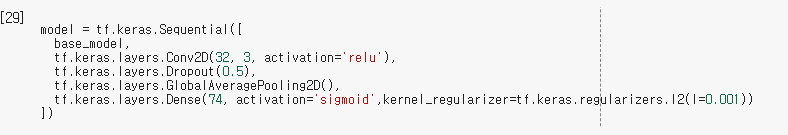 [29]
model = tf.keras.Sequential([
base_model,
tf.keras.layers.Conv2D(32, 3, activation='relu'),
tf.keras.layers.Dropout(0.5),
tf.keras.layers.GlobalAveragePooling2D(),
tf.keras.layers.Dense(74, activation='sigmoid',kernel_regularizer=tf.keras.regularizers.l2(l=0.001))
])